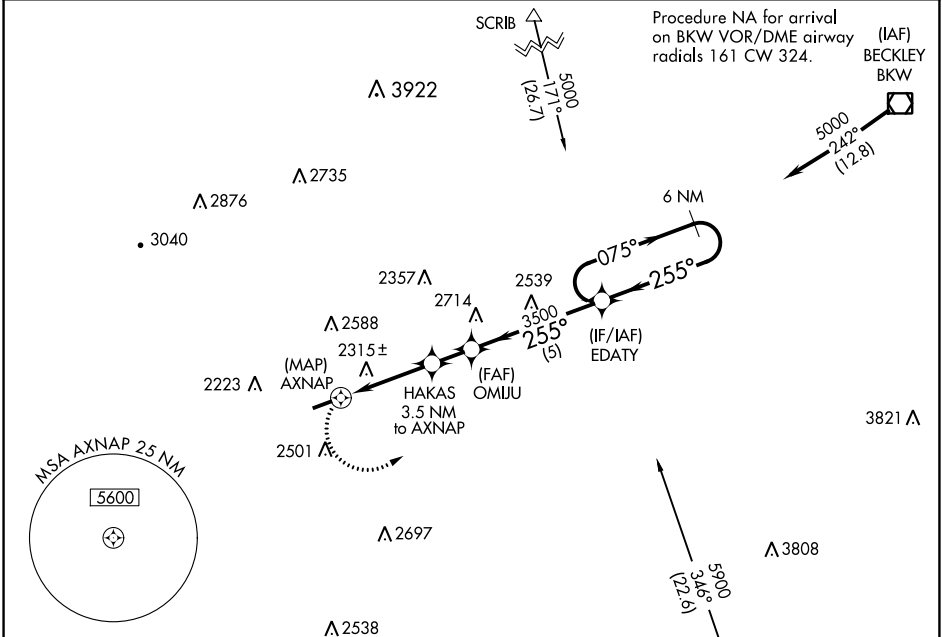 SCRIB
5000
171°
(26.7)
Procedure NA for arrival
on BKW VOR/DME airway
radials 161 CW 324.
(IAF)
BECKLEY
BKW
5000
242°
(12.8)
3922
2735
2876
3040
6 NM
075°
255°
2357
2539
2714
3500
255°
(5)
(IF/IAF)
EDATY
2588
2315±
(MAP)
AXNAP
2223
HAKAS
3.5 NM
to AXNAP
(FAF)
OMIJU
3821
2501
MSA AXNAP 25 NM
5600
2697
3808
5900
346°
(22.6)
2538